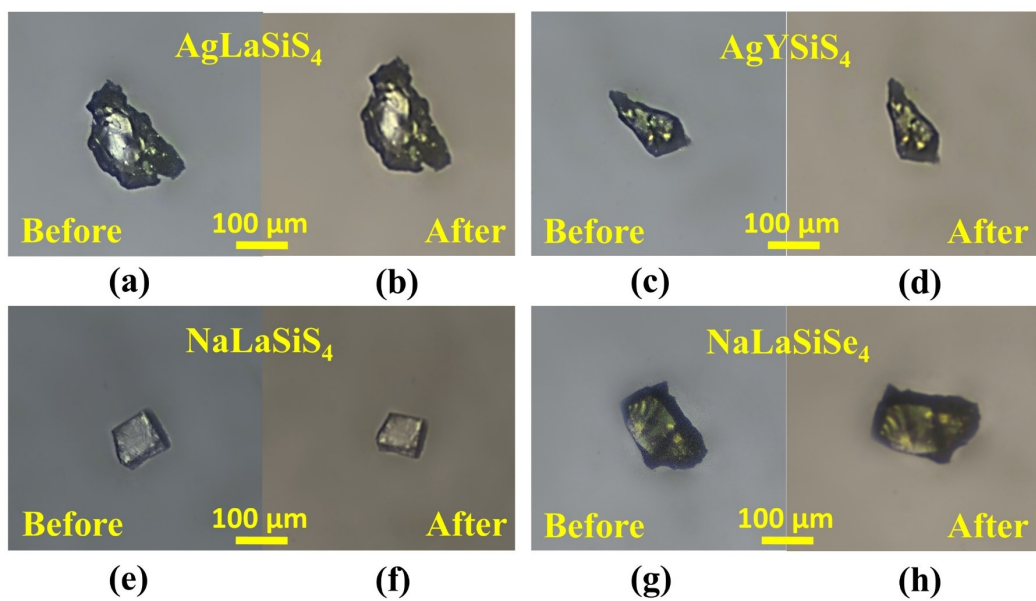 AgLaSiS₄
AgYSiS₄
Before 100 µm After
Before 100 µm After
(a) (b) (c) (d)
NaLaSiS₄
NaLaSiSe₄
Before 100 µm After
Before 100 µm After
(e) (f) (g) (h)